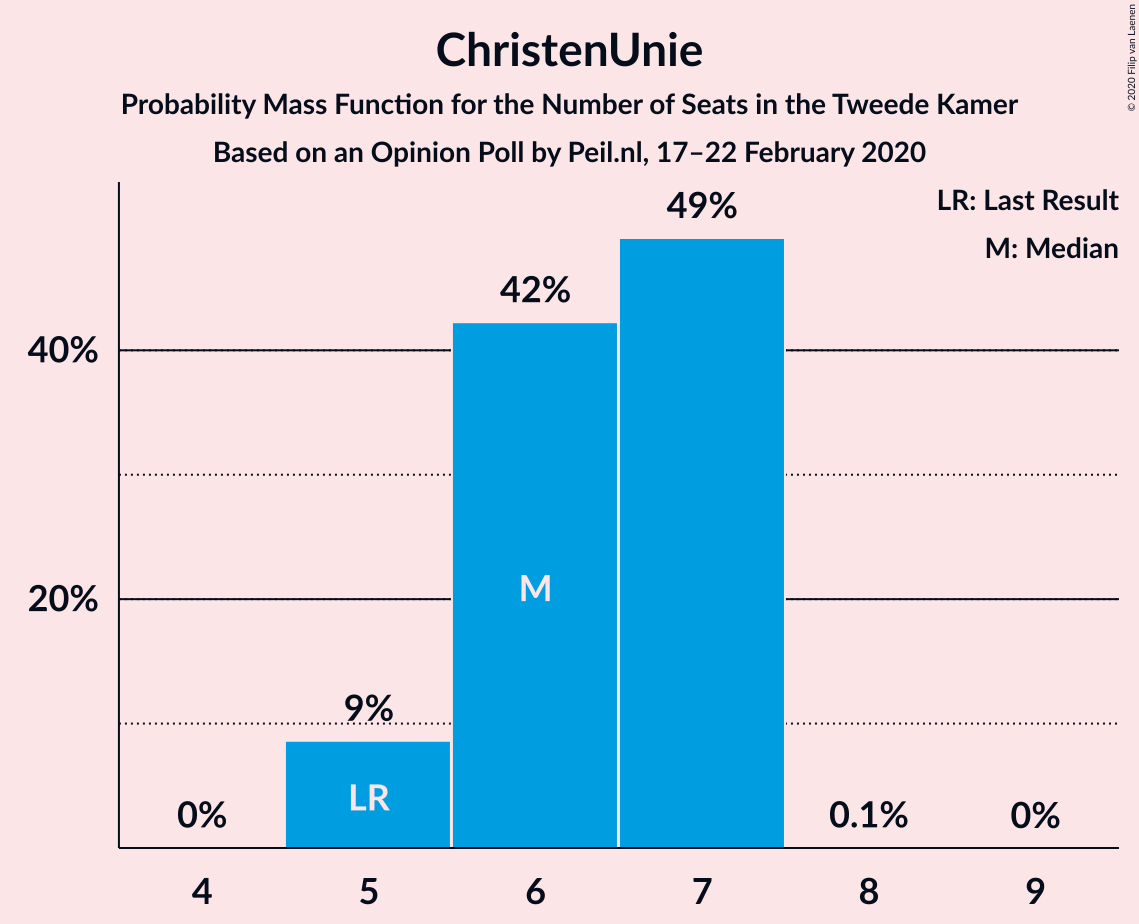 ChristenUnie
Probability Mass Function for the Number of Seats in the Tweede Kamer
Based on an Opinion Poll by Peil.nl, 17–22 February 2020
© 2020 Filip van Laenen
LR: Last Result
M: Median
49%
42%
40%
20%
M
9%
LR
0%
0.1%
0%
4
5
6
7
8
9